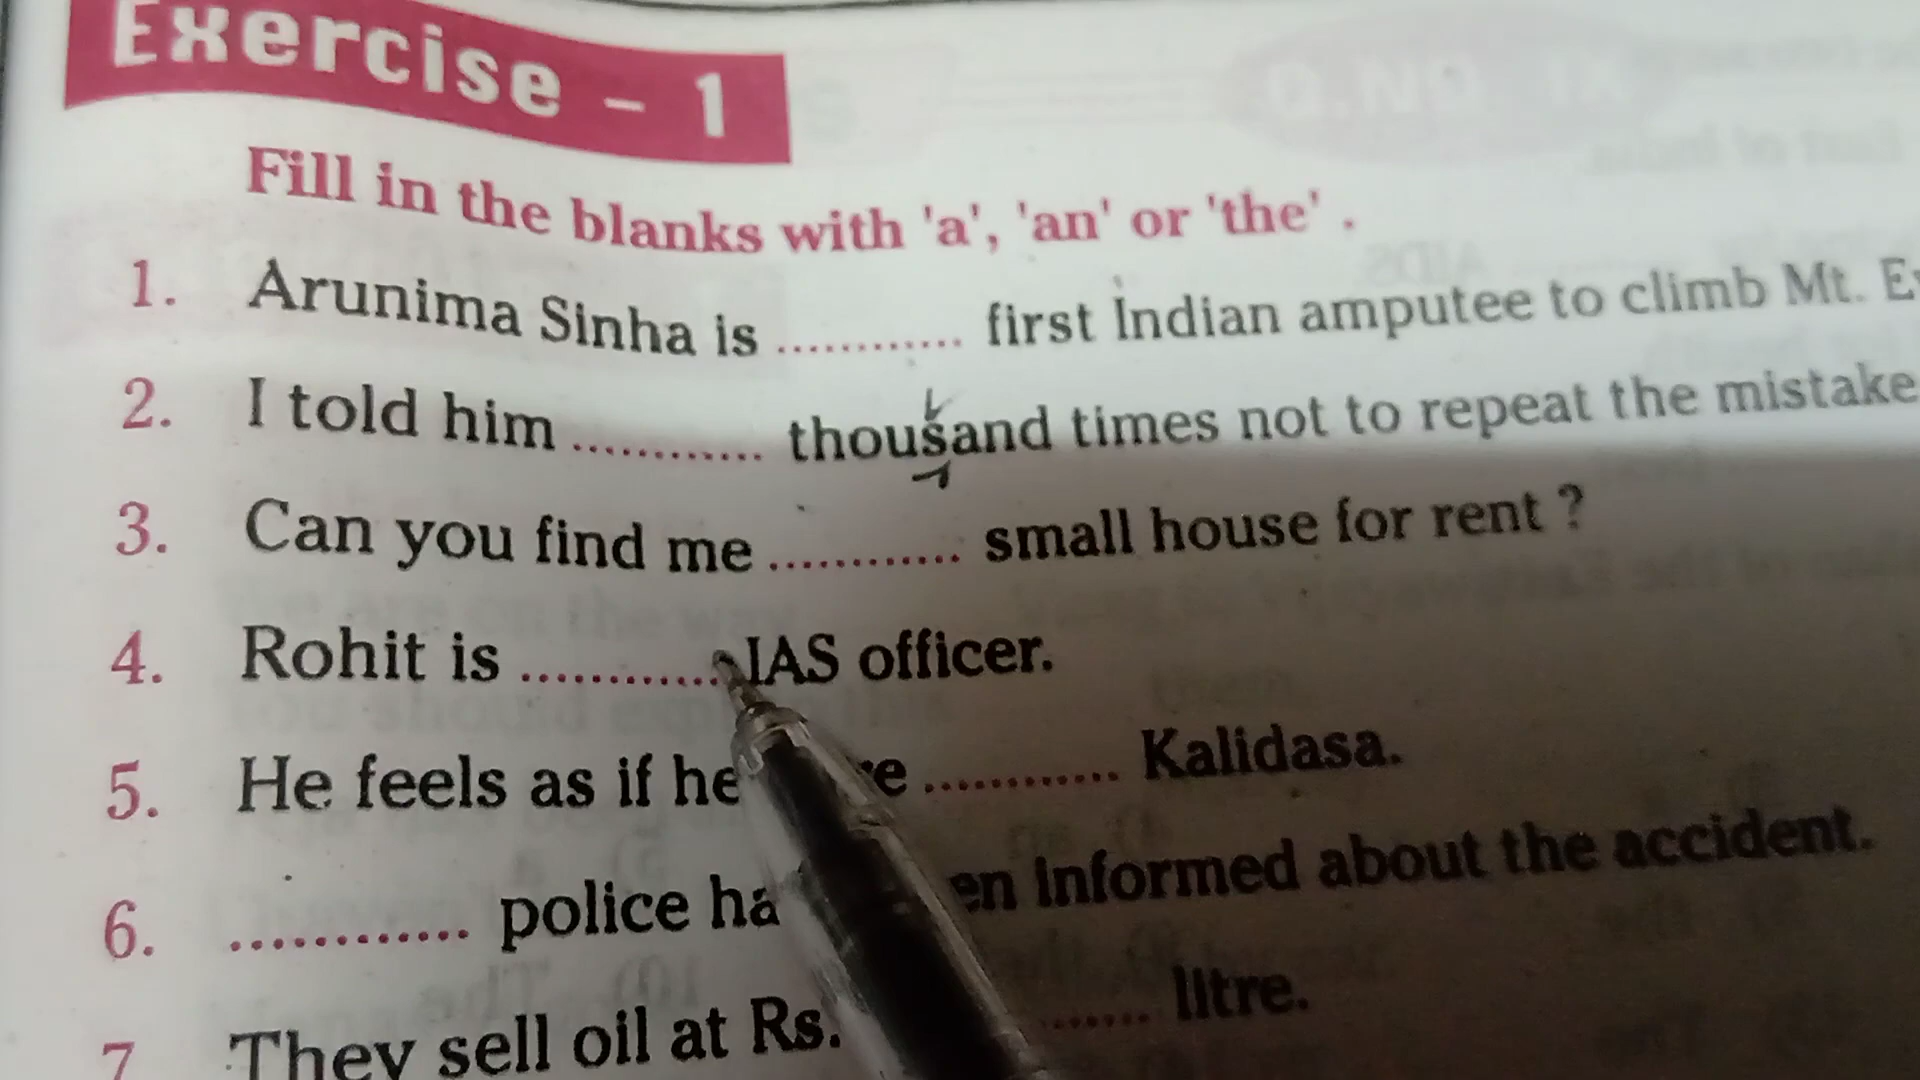 Exercise - 1
Fill in the blanks with 'a', 'an' or 'the' .
1. Arunima Sinha is ............ first Indian amputee to climb Mt.
2. I told him ............ thousand times not to repeat the mistake
3. Can you find me ............ small house for rent ?
4. Rohit is ............ IAS officer.
5. He feels as if he ............ Kalidasa.
6. ............ police informed about the accident.
7 They sell oil at Rs. ....... litre.